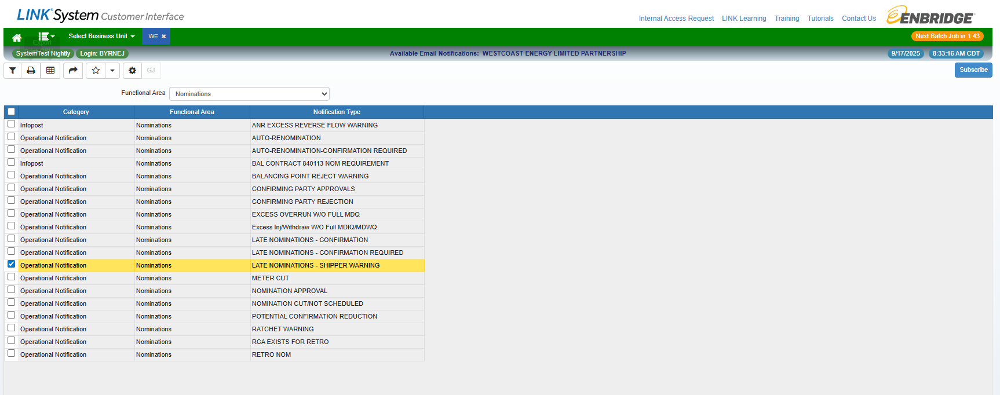 LINK® System Customer Interface
Internal Access Request LINK Learning Training Tutorials Contact Us ENBRIDGE
Select Business Unit WE × Next Batch Job in 1:43
Export
SystemTest Nightly Login: BYRNEJ Available Email Notifications: WESTCOAST ENERGY LIMITED PARTNERSHIP 9/17/2025 8:33:16 AM CDT
GJ Subscribe
Functional Area Nominations
Category Functional Area Notification Type
Infopost Nominations ANR EXCESS REVERSE FLOW WARNING
Operational Notification Nominations AUTO-RENOMINATION
Operational Notification Nominations AUTO-RENOMINATION-CONFIRMATION REQUIRED
Infopost Nominations BAL CONTRACT 840113 NOM REQUIREMENT
Operational Notification Nominations BALANCING POINT REJECT WARNING
Operational Notification Nominations CONFIRMING PARTY APPROVALS
Operational Notification Nominations CONFIRMING PARTY REJECTION
Operational Notification Nominations EXCESS OVERRUN W/O FULL MDQ
Operational Notification Nominations Excess Inj/Withdraw W/O Full MDIQ/MDWQ
Operational Notification Nominations LATE NOMINATIONS - CONFIRMATION
Operational Notification Nominations LATE NOMINATIONS - CONFIRMATION REQUIRED
Operational Notification Nominations LATE NOMINATIONS - SHIPPER WARNING
Operational Notification Nominations METER CUT
Operational Notification Nominations NOMINATION APPROVAL
Operational Notification Nominations NOMINATION CUT/NOT SCHEDULED
Operational Notification Nominations POTENTIAL CONFIRMATION REDUCTION
Operational Notification Nominations RATCHET WARNING
Operational Notification Nominations RCA EXISTS FOR RETRO
Operational Notification Nominations RETRO NOM